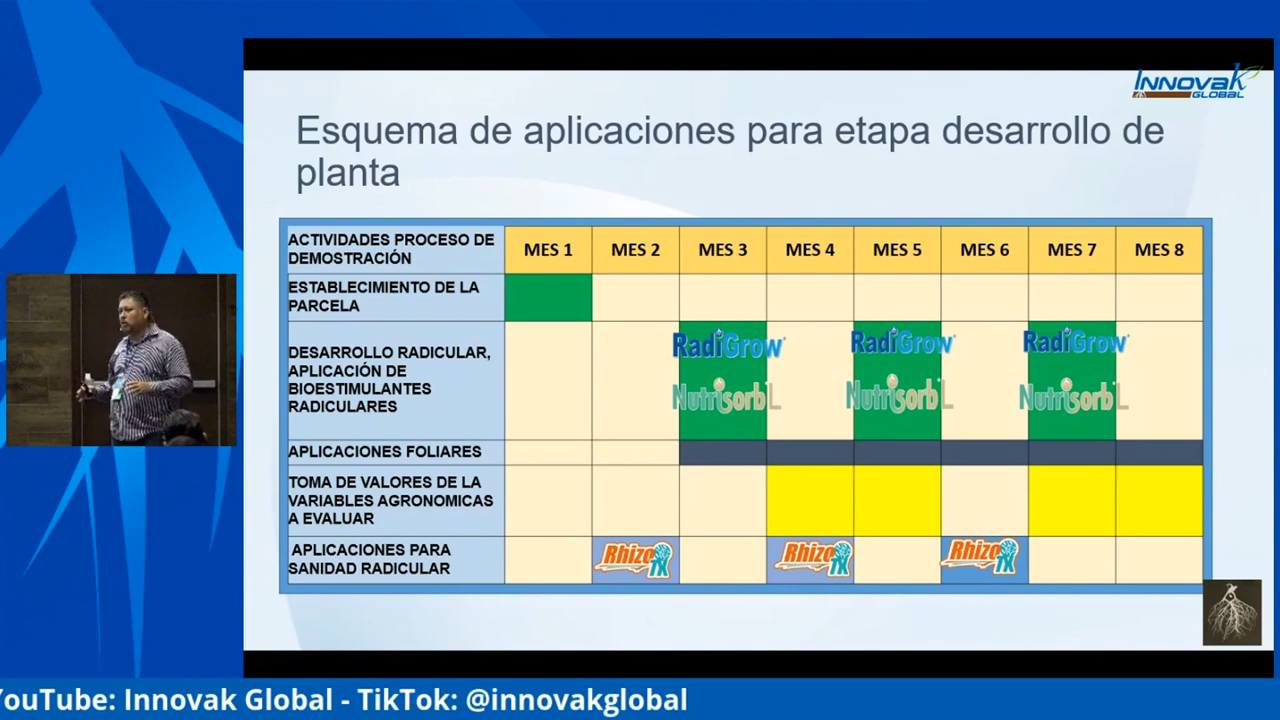 INNOVAK
GLOBAL
Esquema de aplicaciones para etapa desarrollo de
planta
ACTIVIDADES PROCESO DE
DEMOSTRACIÓN
MES 1
MES 2
MES 3
MES 4
MES 5
MES 6
MES 7
MES 8
ESTABLECIMIENTO DE LA
PARCELA
DESARROLLO RADICULAR,
APLICACIÓN DE
BIOESTIMULANTES
RADICULARES
RadiGrow
Nutrisorb L
RadiGrow
Nutrisorb L
RadiGrow
Nutrisorb L
APLICACIONES FOLIARES
TOMA DE VALORES DE LA
VARIABLES AGRONOMICAS
A EVALUAR
APLICACIONES PARA
SANIDAD RADICULAR
Rhizo
TX
Rhizo
TX
Rhizo
TX
YouTube: Innovak Global - TikTok: @innovakglobal